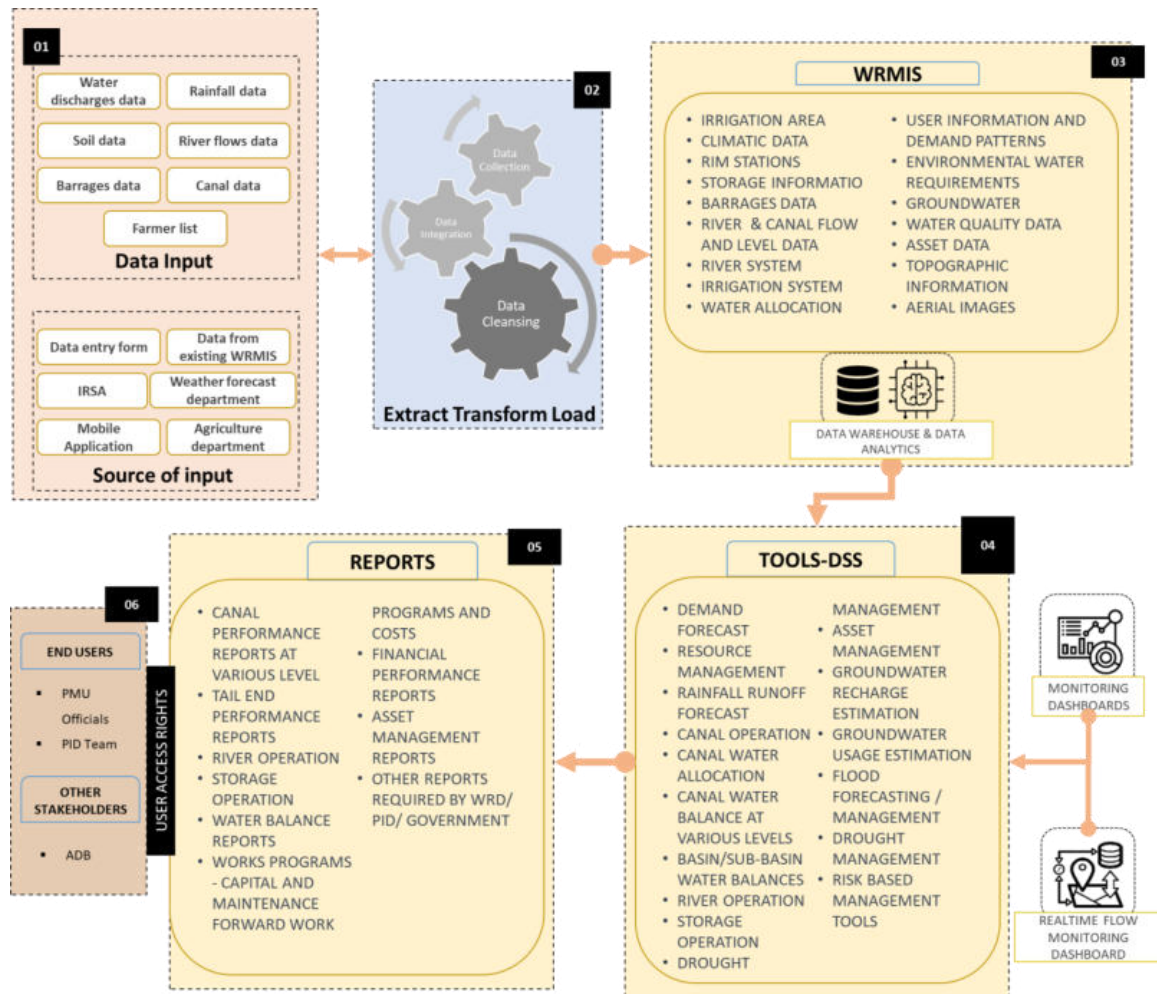 01
Water
discharges data
Rainfall data
Soil data
River flows data
Barrages data
Canal data
Farmer list
Data Input
Data entry form
Data from
existing WRMIS
IRSA
Weather forecast
department
Mobile
Application
Agriculture
department
Source of input
02
Data
Collection
Data
Integration
Data
Cleansing
Extract Transform Load
03
WRMIS
• IRRIGATION AREA
• CLIMATIC DATA
• RIM STATIONS
• STORAGE INFORMATIO
• BARRAGES DATA
• RIVER & CANAL FLOW
AND LEVEL DATA
• RIVER SYSTEM
• IRRIGATION SYSTEM
• WATER ALLOCATION
• USER INFORMATION AND
DEMAND PATTERNS
• ENVIRONMENTAL WATER
REQUIREMENTS
• GROUNDWATER
• WATER QUALITY DATA
• ASSET DATA
• TOPOGRAPHIC
INFORMATION
• AERIAL IMAGES
DATA WAREHOUSE & DATA
ANALYTICS
04
TOOLS-DSS
• DEMAND
FORECAST
• RESOURCE
MANAGEMENT
• RAINFALL RUNOFF
FORECAST
• CANAL OPERATION
• CANAL WATER
ALLOCATION
• CANAL WATER
BALANCE AT
VARIOUS LEVELS
• BASIN/SUB-BASIN
WATER BALANCES
• RIVER OPERATION
• STORAGE
OPERATION
• DROUGHT
MANAGEMENT
• ASSET
MANAGEMENT
• GROUNDWATER
RECHARGE
ESTIMATION
• GROUNDWATER
USAGE ESTIMATION
• FLOOD
FORECASTING /
MANAGEMENT
• DROUGHT
MANAGEMENT
• RISK BASED
MANAGEMENT
TOOLS
MONITORING
DASHBOARDS
REALTIME FLOW
MONITORING
DASHBOARD
05
REPORTS
• CANAL
PERFORMANCE
REPORTS AT
VARIOUS LEVEL
• TAIL END
PERFORMANCE
REPORTS
• RIVER OPERATION
• STORAGE
OPERATION
• WATER BALANCE
REPORTS
• WORKS PROGRAMS
- CAPITAL AND
MAINTENANCE
FORWARD WORK
PROGRAMS AND
COSTS
• FINANCIAL
PERFORMANCE
REPORTS
• ASSET
MANAGEMENT
REPORTS
• OTHER REPORTS
REQUIRED BY WRD/
PID/ GOVERNMENT
USER ACCESS RIGHTS
06
END USERS
▪ PMU
Officials
▪ PID Team
OTHER
STAKEHOLDERS
▪ ADB